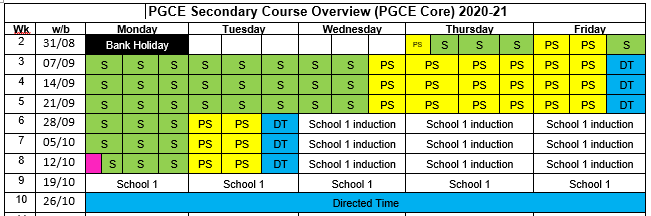 PGCE Secondary Course Overview (PGCE Core) 2020-21
Wk w/b Monday Tuesday Wednesday Thursday Friday
2 31/08 Bank Holiday PS S S S PS PS S
3 07/09 S S S S S S S S PS PS PS PS PS PS DT
4 14/09 S S S S S S S S PS PS PS PS PS PS DT
5 21/09 S S S S S S S S PS PS PS PS PS PS DT
6 28/09 S S S PS PS DT School 1 induction School 1 induction School 1 induction
7 05/10 S S S PS PS DT School 1 induction School 1 induction School 1 induction
8 12/10 S S S PS PS DT School 1 induction School 1 induction School 1 induction
9 19/10 School 1 School 1 School 1 School 1 School 1
10 26/10 Directed Time